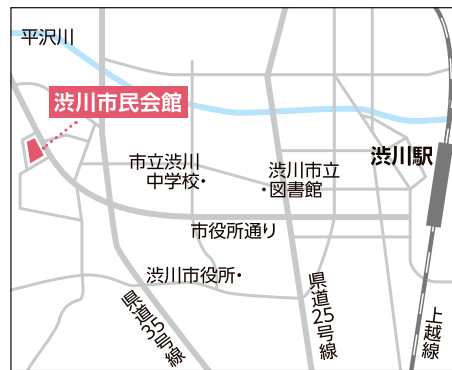 平沢川
渋川市民会館
市立渋川
中学校
渋川市立
図書館
渋川駅
市役所通り
渋川市役所
県道35号線
県道25号線
上越線